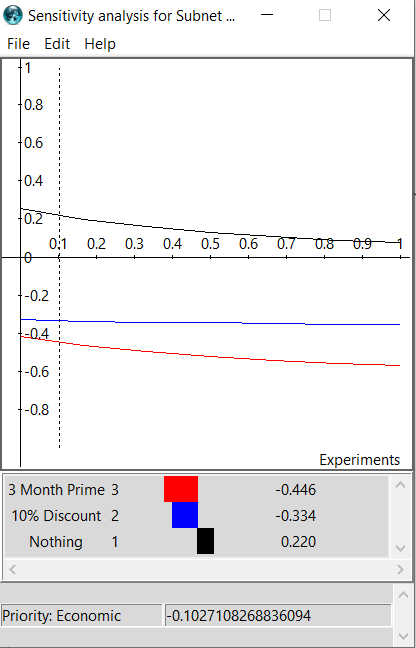 Sensitivity analysis for Subnet ...
File Edit Help
1
0.8
0.6
0.4
0.2
0.1 0.2 0.3 0.4 0.5 0.6 0.7 0.8 0.9 1
0
-0.2
-0.4
-0.6
-0.8
Experiments
3 Month Prime 3 -0.446
10% Discount 2 -0.334
Nothing 1 0.220
Priority: Economic -0.1027108268836094